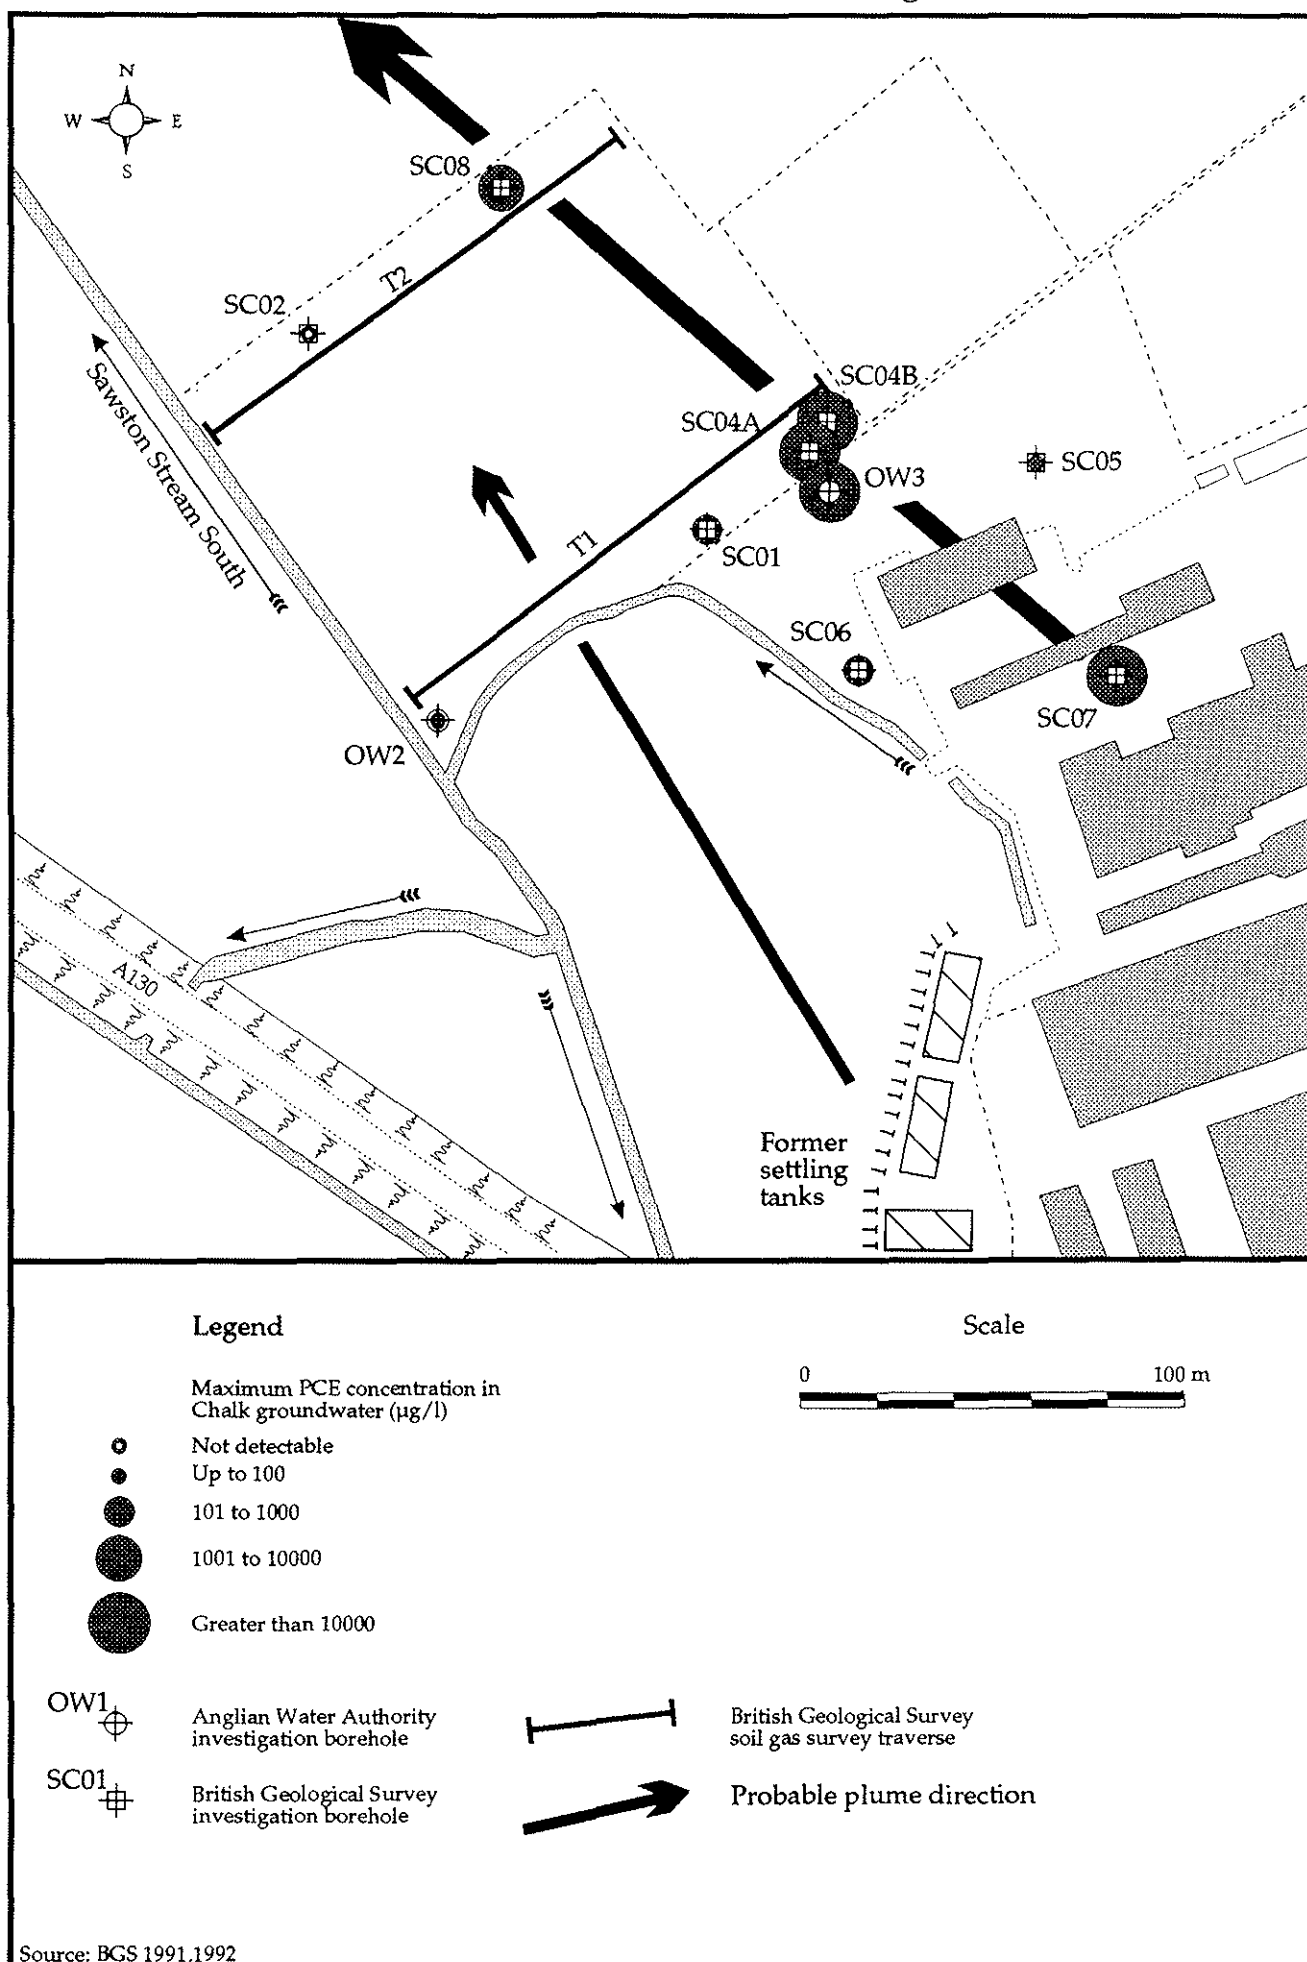 N
W E
S
SC08
T2
SC02
Sawston Stream South
SC04B
SC04A
OW3
SC05
T1
SC01
SC06
SC07
OW2
A130
Former
settling
tanks
Legend
Scale
0 100 m
Maximum PCE concentration in
Chalk groundwater (µg/l)
Not detectable
Up to 100
101 to 1000
1001 to 10000
Greater than 10000
OW1
Anglian Water Authority
investigation borehole
British Geological Survey
soil gas survey traverse
SC01
British Geological Survey
investigation borehole
Probable plume direction
Source: BGS 1991,1992